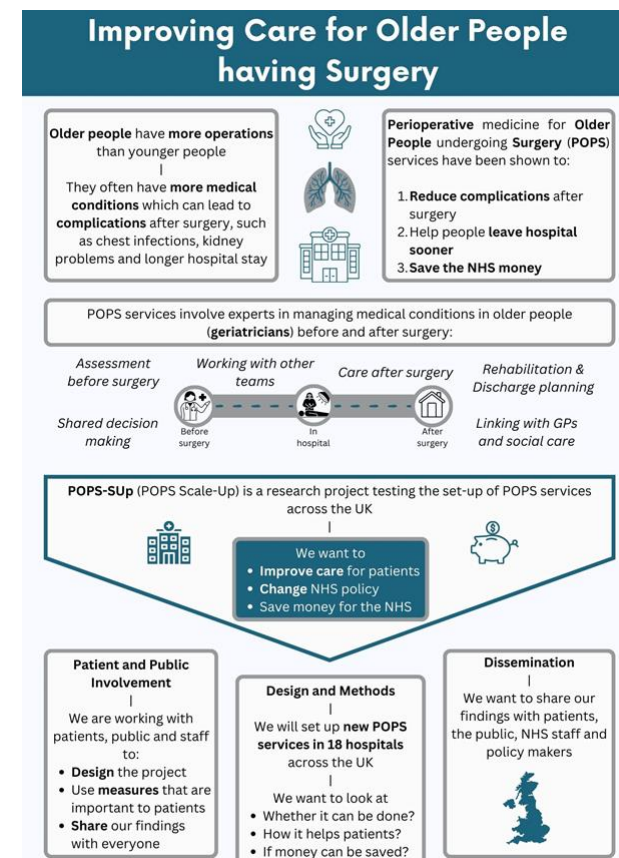 Improving Care for Older People
having Surgery
Older people have more operations
than younger people
They often have more medical
conditions which can lead to
complications after surgery, such
as chest infections, kidney
problems and longer hospital stay
Perioperative medicine for Older
People undergoing Surgery (POPS)
services have been shown to:
1. Reduce complications after
surgery
2. Help people leave hospital
sooner
3. Save the NHS money
POPS services involve experts in managing medical conditions in older people
(geriatricians) before and after surgery:
Assessment
before surgery
Shared decision
making
Working with other
teams
Care after surgery
Rehabilitation &
Discharge planning
Linking with GPs
and social care
Before
surgery
In
hospital
After
surgery
POPS-SUp (POPS Scale-Up) is a research project testing the set-up of POPS services
across the UK
We want to
• Improve care for patients
• Change NHS policy
• Save money for the NHS
$
Patient and Public
Involvement
We are working with
patients, public and staff
to:
• Design the project
• Use measures that are
important to patients
• Share our findings
with everyone
Design and Methods
We will set up new POPS
services in 18 hospitals
across the UK
We want to look at
• Whether it can be done?
• How it helps patients?
• If money can be saved?
Dissemination
We want to share our
findings with patients,
the public, NHS staff and
policy makers